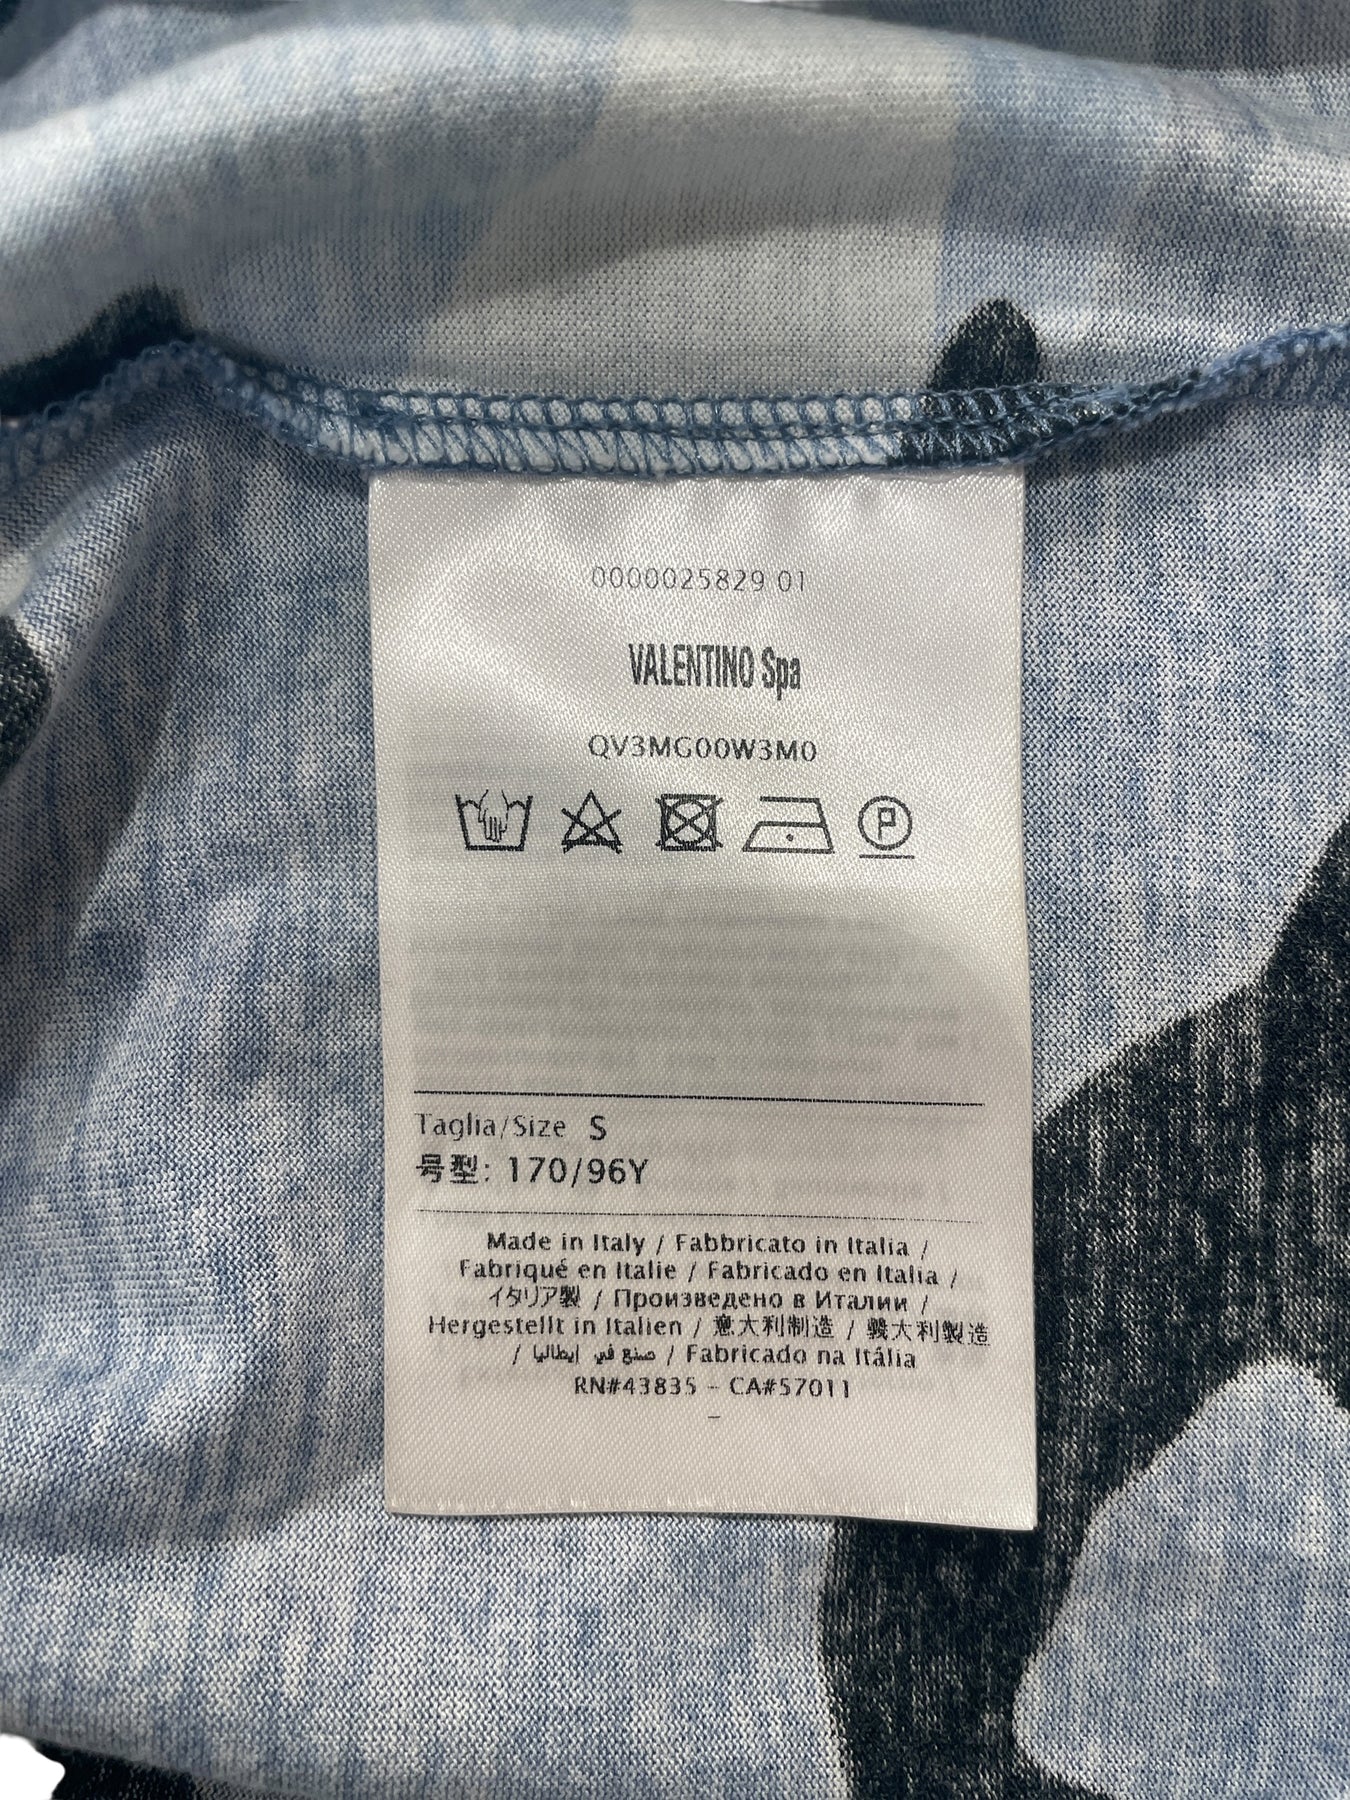 0000025829 01
VALENTINO Spa
QV3MG00W3M0
P
Taglia/Size S
号型: 170/96Y
Made in Italy / Fabbricato in Italia /
Fabriqué en Italie / Fabricado en Italia /
イタリア製 / Произведено в Италии /
Hergestellt in Italien / 意大利制造 / 義大利製造
/ صنع في إيطاليا / Fabricado na Itália
RN#43835 - CA#57011
-